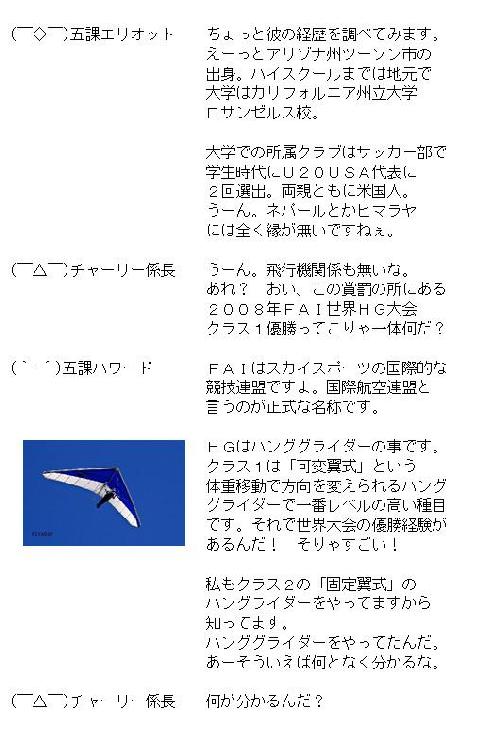 (￣◇￣)五課エリオット　ちょっと彼の経歴を調べてみます。
えーっとアリゾナ州ツーソン市の
出身。ハイスクールまでは地元で
大学はカリフォルニア州立大学
ロサンゼルス校。
大学での所属クラブはサッカー部で
学生時代にＵ２０ＵＳＡ代表に
２回選出。両親ともに米国人。
うーん。ネパールとかヒマラヤ
には全く縁が無いですねぇ。
(￣△￣)チャーリー係長　うーん。飛行機関係も無いな。
あれ？　おい、この賞罰の所にある
２００８年ＦＡＩ世界ＨＧ大会
クラス１優勝ってこりゃ一体何だ？
(｀－´)五課ハワード　ＦＡＩはスカイスポーツの国際的な
競技連盟ですよ。国際航空連盟と
言うのが正式な名称です。
ＨＧはハンググライダーの事です。
クラス１は「可変翼式」という
体重移動で方向を変えられるハング
グライダーで一番レベルの高い種目
です。それで世界大会の優勝経験が
あるんだ！　そりゃすごい！
私もクラス２の「固定翼式」の
ハングライダーをやってますから
知ってます。
ハンググライダーをやってたんだ。
あーそういえば何となく分かるな。
(￣△￣)チャーリー係長　何が分かるんだ？